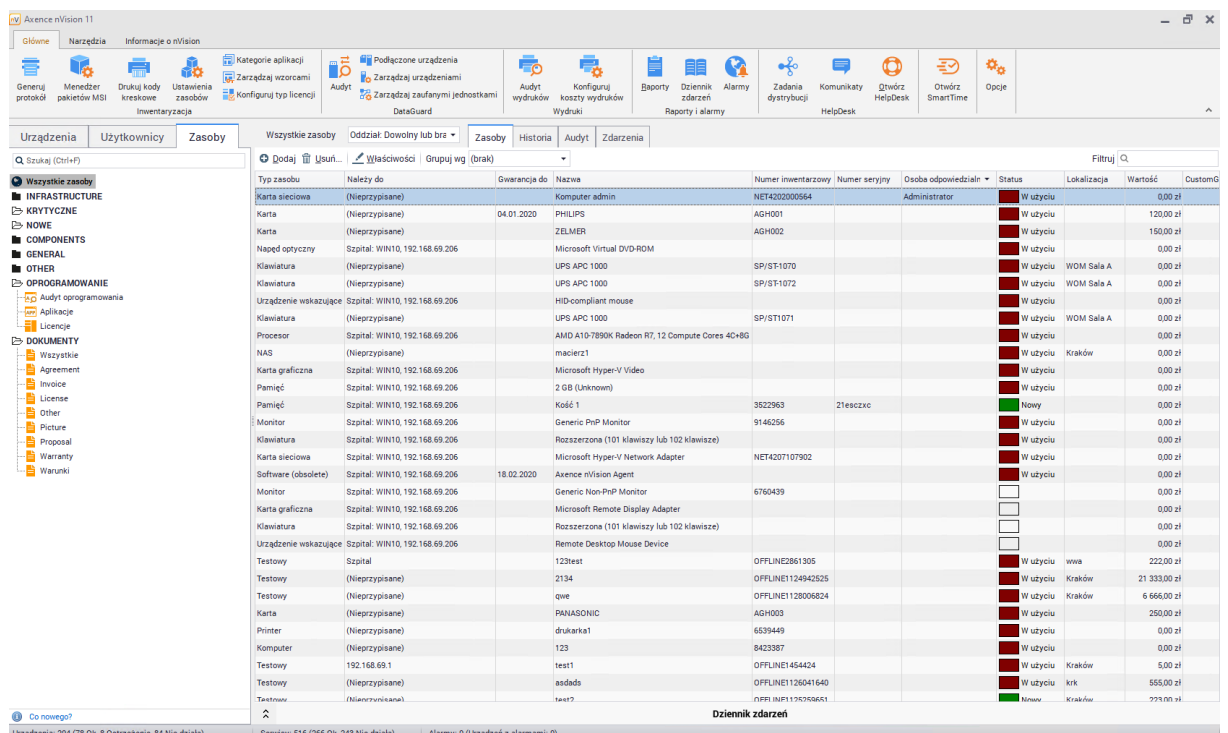 Axence nVision 11
Główne Narzędzia Informacje o nVision
Generuj protokół
Menedżer pakietów MSI
Drukuj kody kreskowe
Ustawienia zasobów
Kategorie aplikacji
Zarządzaj wzorcami
Konfiguruj typ licencji
Inwentaryzacja
Audyt
Podłączone urządzenia
Zarządzaj urządzeniami
Zarządzaj zaufanymi jednostkami
DataGuard
Audyt wydruków
Konfiguruj koszty wydruków
Wydruki
Raporty
Dziennik zdarzeń
Alarmy
Raporty i alarmy
Zadania dystrybucji
Komunikaty
Otwórz HelpDesk
HelpDesk
Otwórz SmartTime
Opcje
Urządzenia Użytkownicy Zasoby
Szukaj (Ctrl+F)
Wszystkie zasoby
INFRASTRUCTURE
KRYTYCZNE
NOWE
COMPONENTS
GENERAL
OTHER
OPROGRAMOWANIE
Audyt oprogramowania
Aplikacje
Licencje
DOKUMENTY
Wszystkie
Agreement
Invoice
License
Other
Picture
Proposal
Warranty
Warunki
Co nowego?
Wszystkie zasoby Oddział: Dowolny lub bra Zasoby Historia Audyt Zdarzenia
Dodaj Usuń... Właściwości Grupuj wg (brak) Filtruj
Typ zasobu Należy do Gwarancja do Nazwa Numer inwentarzowy Numer seryjny Osoba odpowiedzialn Status Lokalizacja Wartość CustomG
Karta sieciowa (Nieprzypisane) Komputer admin NET4202000564 Administrator W użyciu 0,00 zł
Karta (Nieprzypisane) 04.01.2020 PHILIPS AGH001 W użyciu 120,00 zł
Karta (Nieprzypisane) ZELMER AGH002 W użyciu 150,00 zł
Napęd optyczny Szpital: WIN10, 192.168.69.206 Microsoft Virtual DVD-ROM W użyciu 0,00 zł
Klawiatura (Nieprzypisane) UPS APC 1000 SP/ST-1070 W użyciu WOM Sala A 0,00 zł
Klawiatura (Nieprzypisane) UPS APC 1000 SP/ST-1072 W użyciu WOM Sala A 0,00 zł
Urządzenie wskazujące Szpital: WIN10, 192.168.69.206 HID-compliant mouse W użyciu 0,00 zł
Klawiatura (Nieprzypisane) UPS APC 1000 SP/ST1071 W użyciu WOM Sala A 0,00 zł
Procesor Szpital: WIN10, 192.168.69.206 AMD A10-7890K Radeon R7, 12 Compute Cores 4C+8G W użyciu 0,00 zł
NAS (Nieprzypisane) macierz1 W użyciu Kraków 0,00 zł
Karta graficzna Szpital: WIN10, 192.168.69.206 Microsoft Hyper-V Video W użyciu 0,00 zł
Pamięć Szpital: WIN10, 192.168.69.206 2 GB (Unknown) W użyciu 0,00 zł
Pamięć Szpital: WIN10, 192.168.69.206 Kość 1 3522963 21esczxc Nowy 0,00 zł
Monitor Szpital: WIN10, 192.168.69.206 Generic PnP Monitor 9146256 W użyciu 0,00 zł
Klawiatura Szpital: WIN10, 192.168.69.206 Rozszerzona (101 klawiszy lub 102 klawisze) W użyciu 0,00 zł
Karta sieciowa Szpital: WIN10, 192.168.69.206 Microsoft Hyper-V Network Adapter NET4207107902 W użyciu 0,00 zł
Software (obsolete) Szpital: WIN10, 192.168.69.206 18.02.2020 Axence nVision Agent W użyciu 0,00 zł
Monitor Szpital: WIN10, 192.168.69.206 Generic Non-PnP Monitor 6760439 0,00 zł
Karta graficzna Szpital: WIN10, 192.168.69.206 Microsoft Remote Display Adapter 0,00 zł
Klawiatura Szpital: WIN10, 192.168.69.206 Rozszerzona (101 klawiszy lub 102 klawisze) 0,00 zł
Urządzenie wskazujące Szpital: WIN10, 192.168.69.206 Remote Desktop Mouse Device 0,00 zł
Testowy Szpital 123test OFFLINE2861305 W użyciu wwa 222,00 zł
Testowy (Nieprzypisane) 2134 OFFLINE1124942525 W użyciu Kraków 21 333,00 zł
Testowy (Nieprzypisane) qwe OFFLINE1128006824 W użyciu Kraków 6 666,00 zł
Karta (Nieprzypisane) PANASONIC AGH003 W użyciu 250,00 zł
Printer (Nieprzypisane) drukarka1 6539449 W użyciu 0,00 zł
Komputer (Nieprzypisane) 123 8423387 W użyciu 0,00 zł
Testowy 192.168.69.1 test1 OFFLINE1454424 W użyciu Kraków 5,00 zł
Testowy (Nieprzypisane) asdads OFFLINE1126041640 W użyciu krk 555,00 zł
Testowy (Nieprzypisane) test2 OFFLINE1125259651 Nowy Kraków 223,00 zł
Dziennik zdarzeń